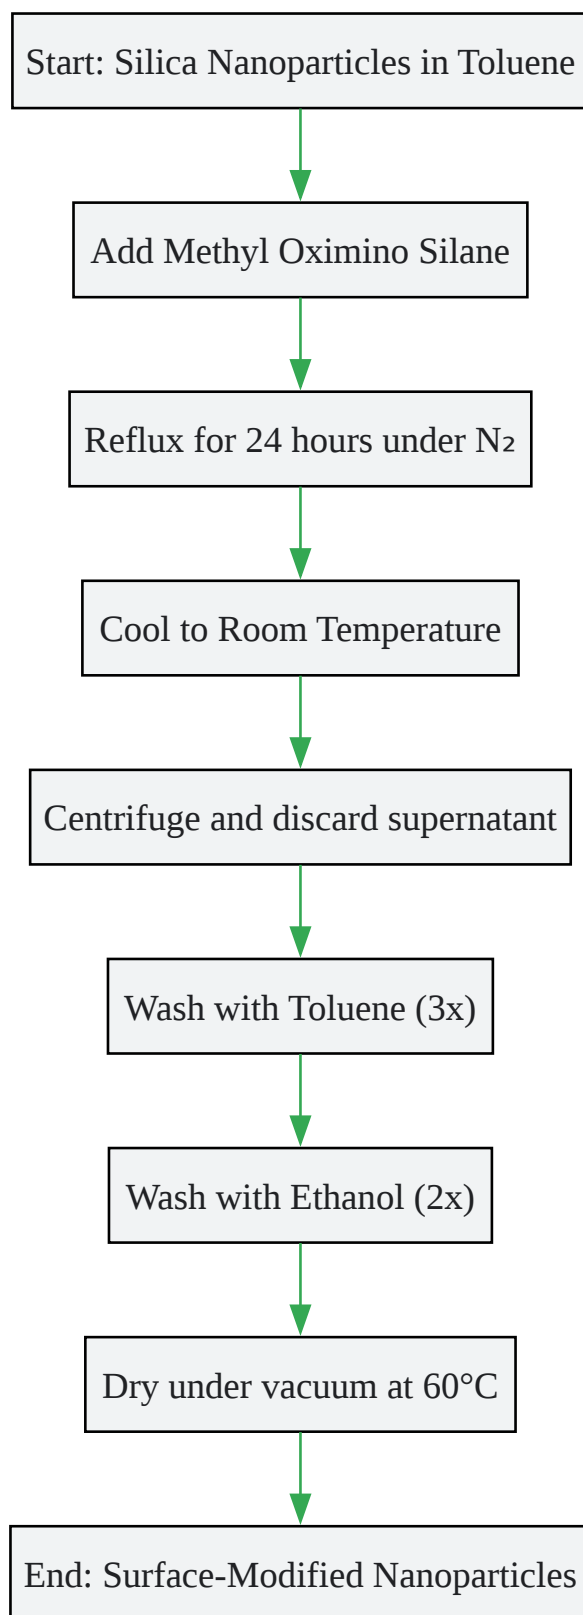 Start: Silica Nanoparticles in Toluene
Add Methyl Oximino Silane
Reflux for 24 hours under N₂
Cool to Room Temperature
Centrifuge and discard supernatant
Wash with Toluene (3x)
Wash with Ethanol (2x)
Dry under vacuum at 60°C
End: Surface-Modified Nanoparticles